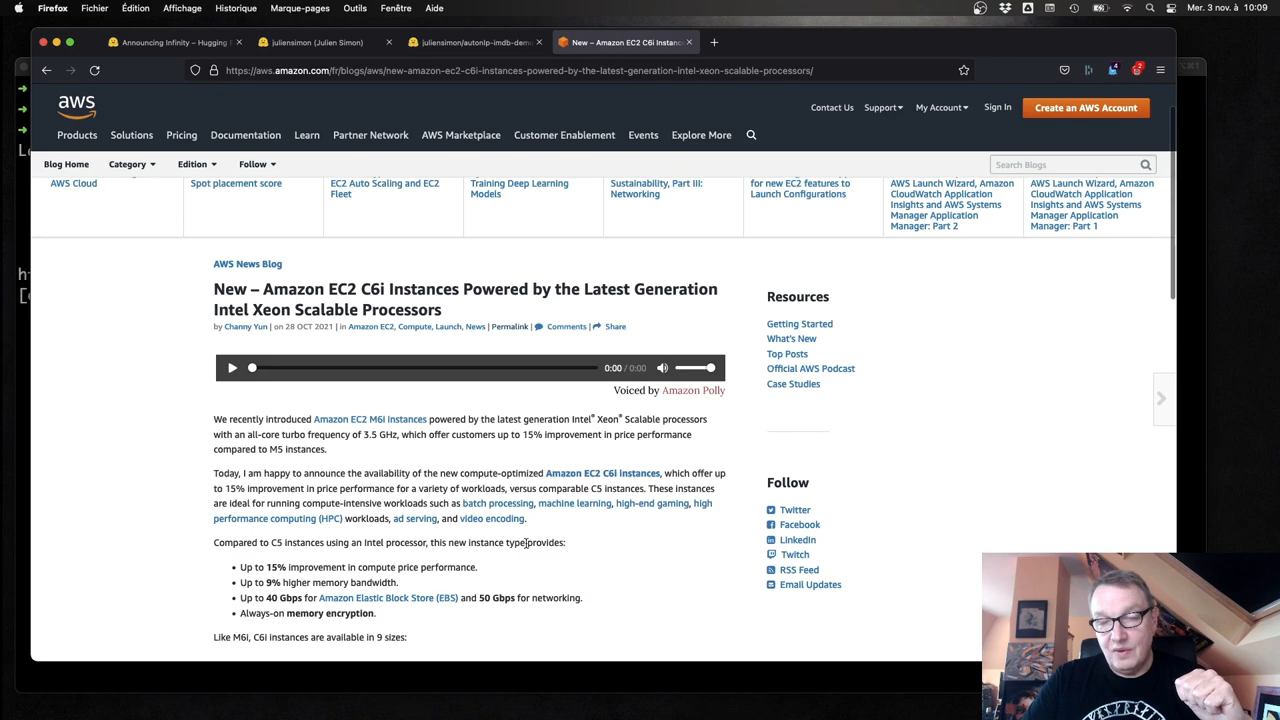 Firefox Fichier Édition Affichage Historique Marque-pages Outils Fenêtre Aide
Mar. 3 nov. à 10:09
Announcing Infinity – Hugging F
juliensimon (Julien Simon)
juliensimon/autonlp-imdb-dem
New – Amazon EC2 C6i Instanc
https://aws.amazon.com/fr/blogs/aws/new-amazon-ec2-c6i-instances-powered-by-the-latest-generation-intel-xeon-scalable-processors/
4
2
aws
Contact Us Support My Account Sign In Create an AWS Account
Products Solutions Pricing Documentation Learn Partner Network AWS Marketplace Customer Enablement Events Explore More
Blog Home Category Edition Follow
Search Blogs
AWS Cloud
Spot placement score
EC2 Auto Scaling and EC2
Fleet
Training Deep Learning
Models
Sustainability, Part III:
Networking
for new EC2 features to
Launch Configurations
AWS Launch Wizard, Amazon
CloudWatch Application
Insights and AWS Systems
Manager Application
Manager: Part 2
AWS Launch Wizard, Amazon
CloudWatch Application
Insights and AWS Systems
Manager Application
Manager: Part 1
AWS News Blog
New – Amazon EC2 C6i Instances Powered by the Latest Generation
Intel Xeon Scalable Processors
by Channy Yun | on 28 OCT 2021 | in Amazon EC2, Compute, Launch, News | Permalink | Comments | Share
0:00 / 0:00
Voiced by Amazon Polly
We recently introduced Amazon EC2 M6i instances powered by the latest generation Intel® Xeon® Scalable processors
with an all-core turbo frequency of 3.5 GHz, which offer customers up to 15% improvement in price performance
compared to M5 instances.
Today, I am happy to announce the availability of the new compute-optimized Amazon EC2 C6i instances, which offer up
to 15% improvement in price performance for a variety of workloads, versus comparable C5 instances. These instances
are ideal for running compute-intensive workloads such as batch processing, machine learning, high-end gaming, high
performance computing (HPC) workloads, ad serving, and video encoding.
Compared to C5 instances using an Intel processor, this new instance type provides:
• Up to 15% improvement in compute price performance.
• Up to 9% higher memory bandwidth.
• Up to 40 Gbps for Amazon Elastic Block Store (EBS) and 50 Gbps for networking.
• Always-on memory encryption.
Like M6i, C6i instances are available in 9 sizes:
Resources
Getting Started
What's New
Top Posts
Official AWS Podcast
Case Studies
Follow
Twitter
Facebook
LinkedIn
Twitch
RSS Feed
Email Updates